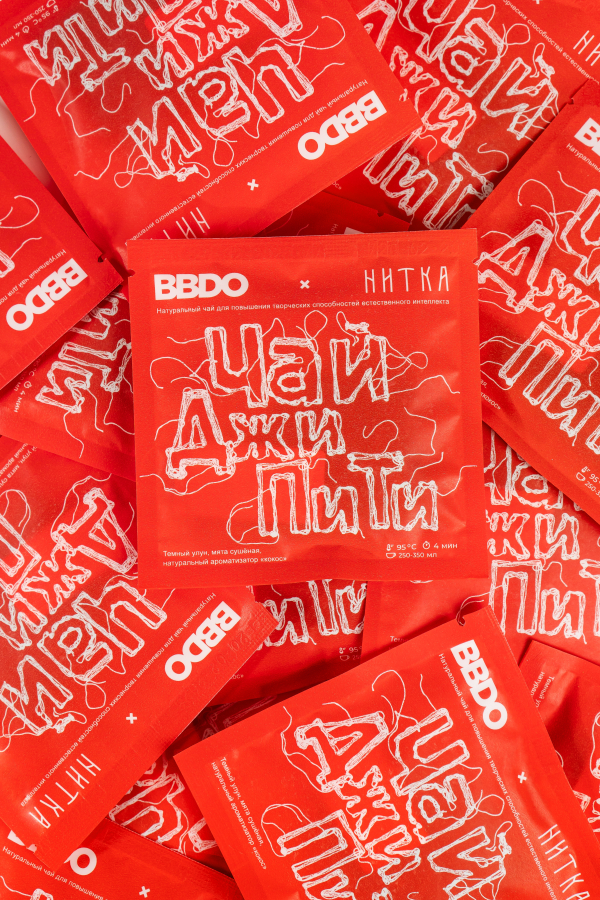 BBDO × НИТКА
Натуральный чай для повышения творческих способностей естественного интеллекта
Чай
Джи
ПиТи
Темный улун, мята сушёная,
натуральный ароматизатор «кокос»
95°C 4 мин
250-350 мл.